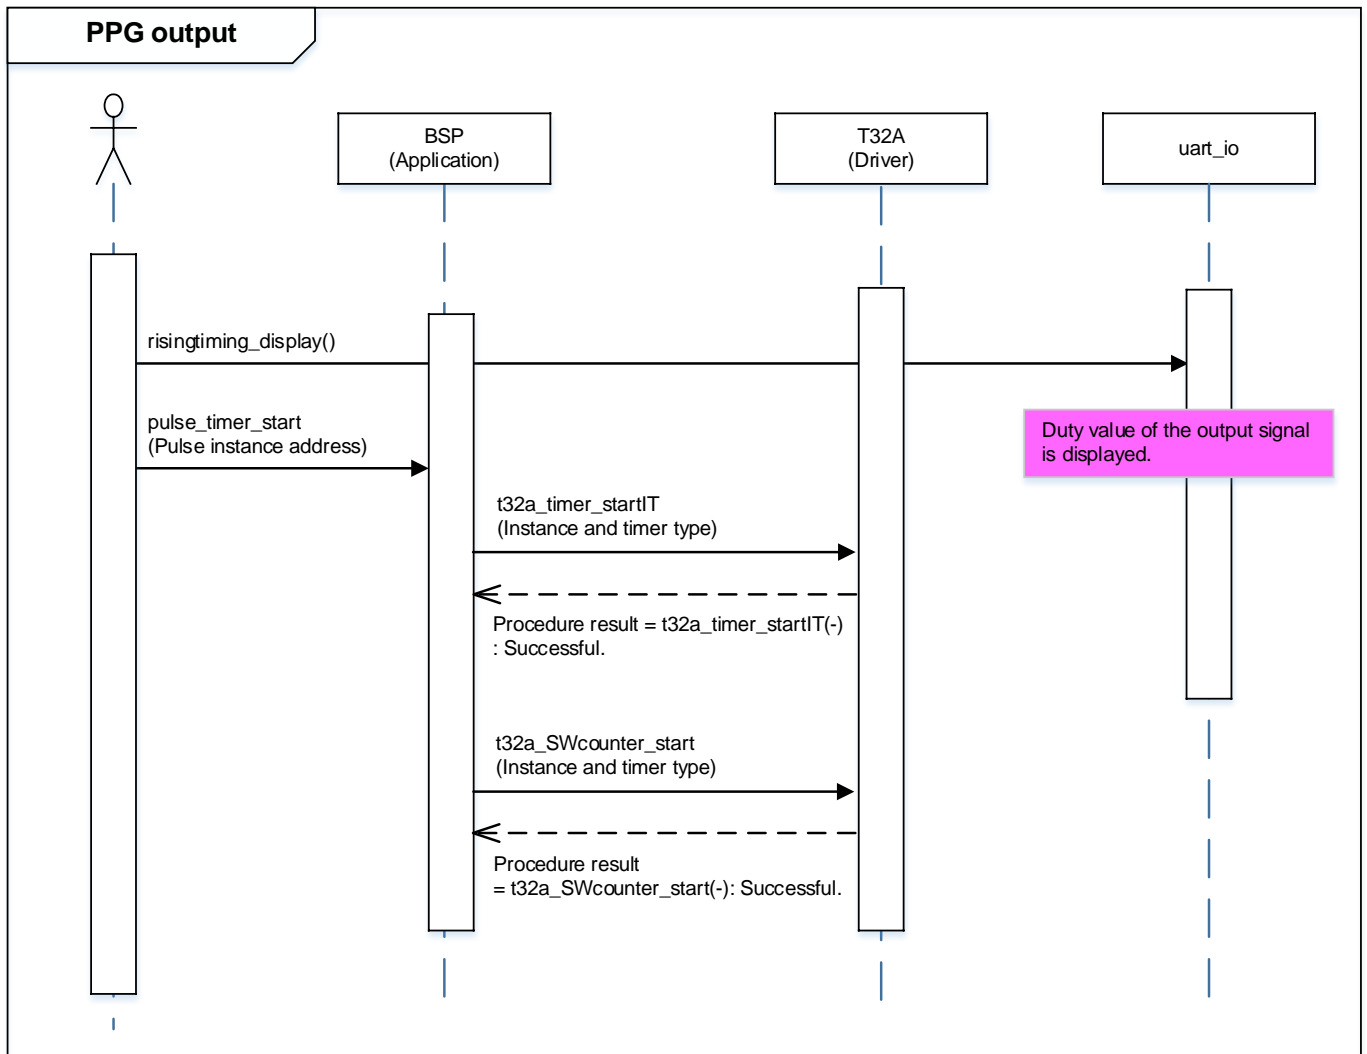 PPG output
BSP
(Application)
T32A
(Driver)
uart_io
risingtiming_display()
pulse_timer_start
(Pulse instance address)
Duty value of the output signal
is displayed.
t32a_timer_startIT
(Instance and timer type)
Procedure result = t32a_timer_startIT(-)
: Successful.
t32a_SWcounter_start
(Instance and timer type)
Procedure result
= t32a_SWcounter_start(-): Successful.